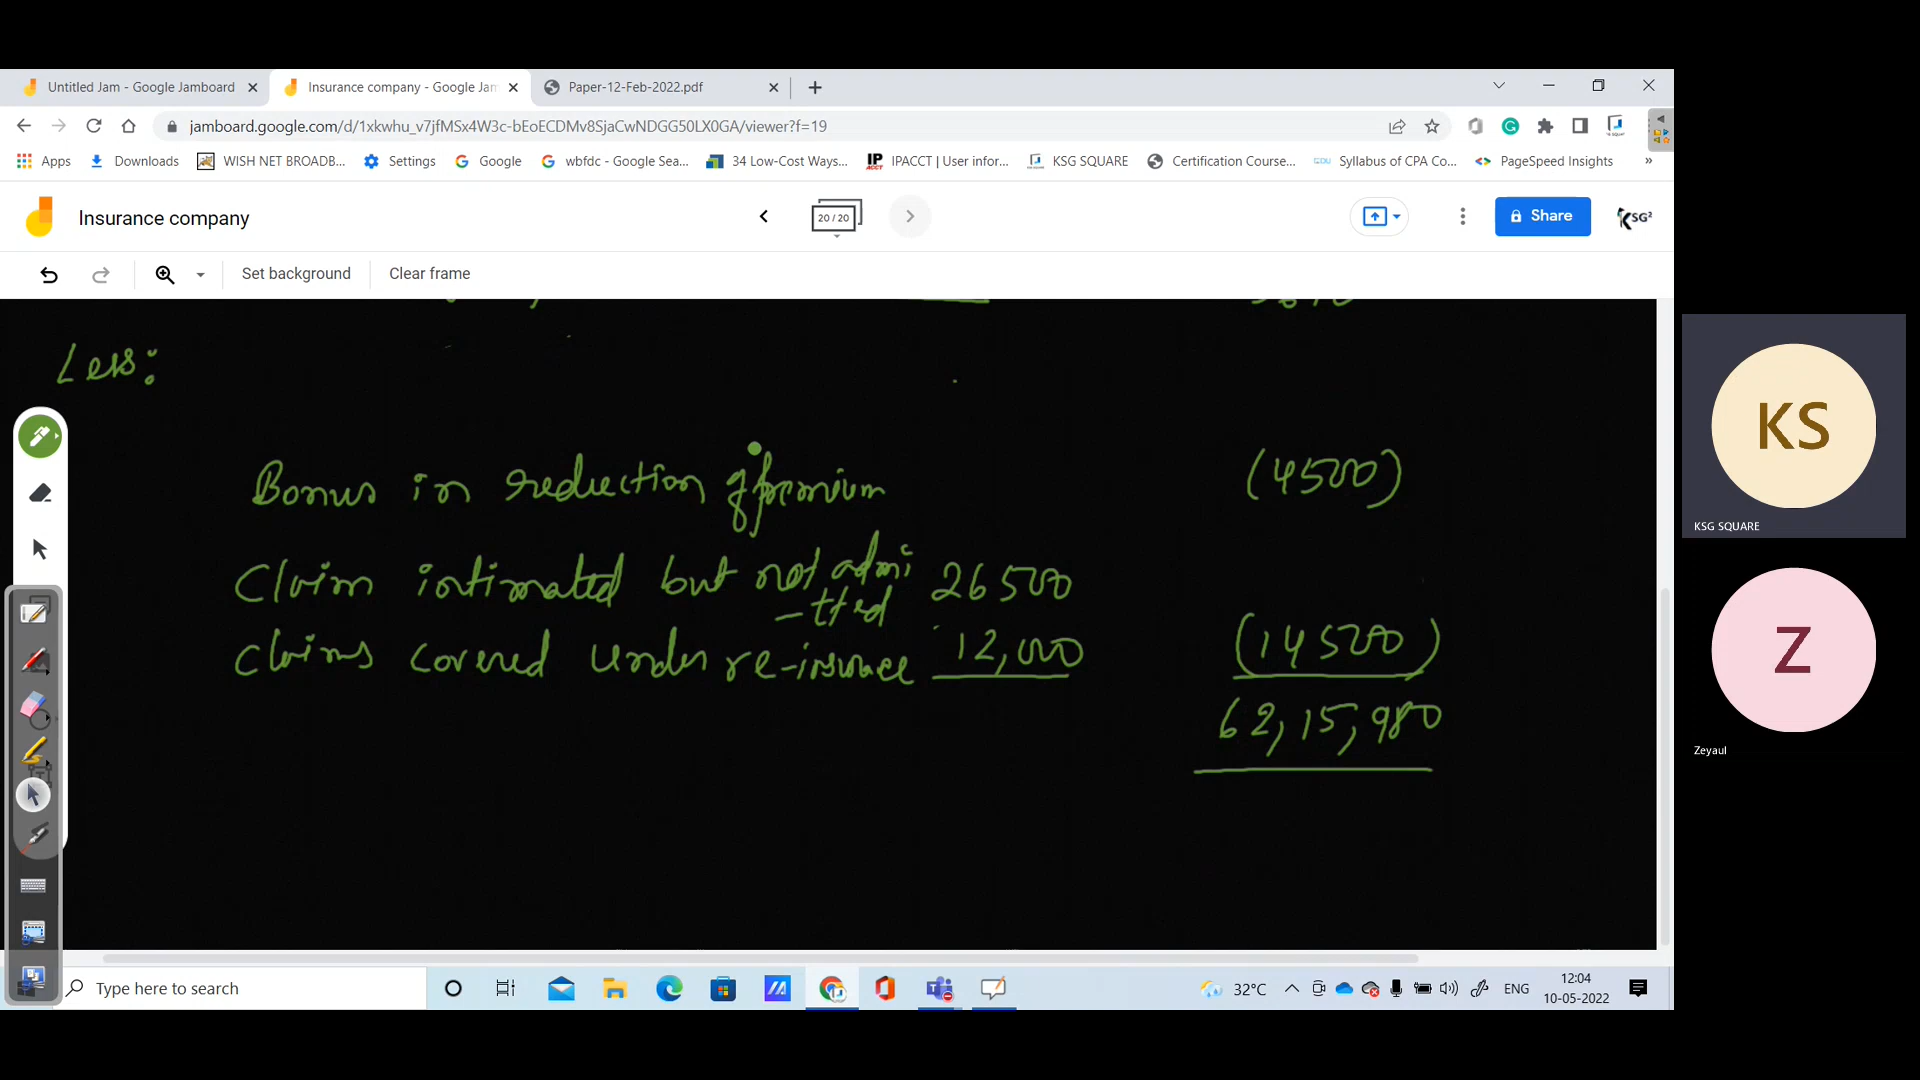 Untitled Jam - Google Jamboard
Insurance company - Google Jam
Paper-12-Feb-2022.pdf
jamboard.google.com/d/1xkwhu_v7jfMSx4W3c-bEoECDMv8SjaCwNDGG50LX0GA/viewer?f=19
Apps
Downloads
WISH NET BROADB...
Settings
Google
wbfdc - Google Sea...
34 Low-Cost Ways...
IPACCT | User infor...
KSG SQUARE
Certification Course...
Syllabus of CPA Co...
PageSpeed Insights
»
Insurance company
20 / 20
Share
KSG²
Set background
Clear frame
Less:
Bonus in reduction of premium (4500)
Claim intimated but not admi 26500
-tted
Claims covered under re-insurance 12,000 (14500)
62,15,980
KS
KSG SQUARE
Z
Zeyaul
Type here to search
32°C
ENG
12:04
10-05-2022